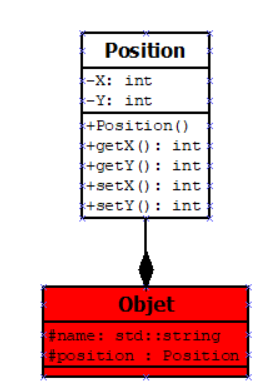 Position
-X: int
-Y: int
+Position()
+getX(): int
+getY(): int
+setX(): int
+setY(): int
Objet
#name: std::string
#position : Position